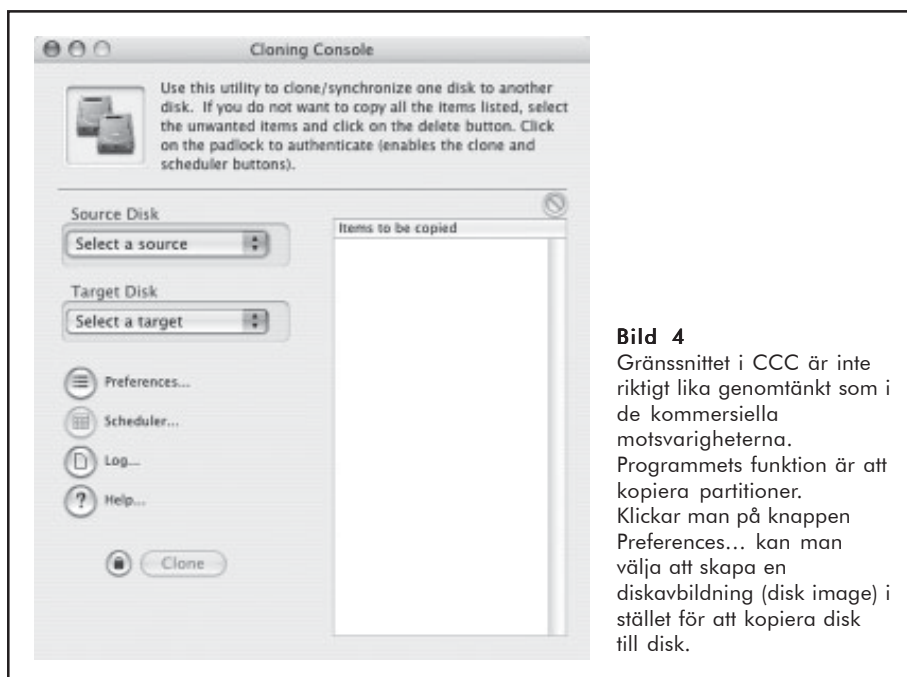 Cloning Console
Use this utility to clone/synchronize one disk to another
disk. If you do not want to copy all the items listed, select
the unwanted items and click on the delete button. Click
on the padlock to authenticate (enables the clone and
scheduler buttons).
Source Disk
Select a source
Target Disk
Select a target
Preferences...
Scheduler...
Log...
Help...
Clone
Items to be copied
Bild 4
Gränssnittet i CCC är inte
riktigt lika genomtänkt som i
de kommersiella
motsvarigheterna.
Programmets funktion är att
kopiera partitioner.
Klickar man på knappen
Preferences... kan man
välja att skapa en
diskavbildning (disk image) i
stället för att kopiera disk
till disk.